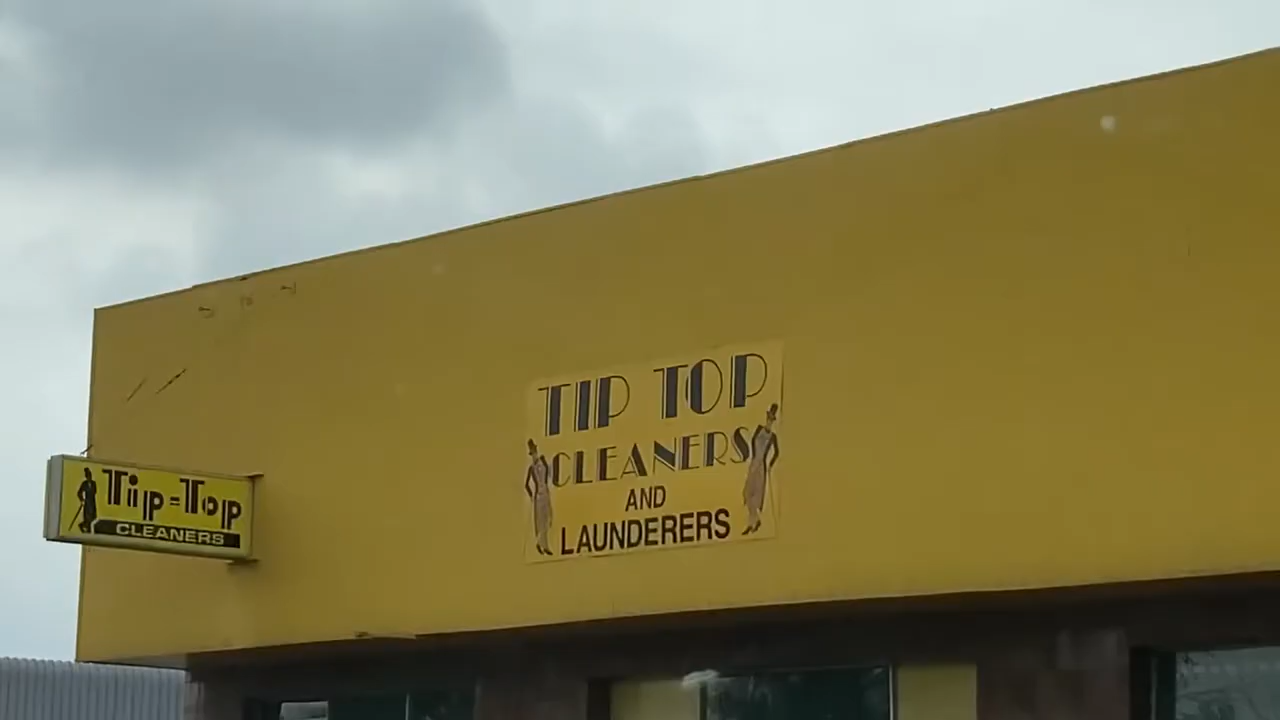 TIP TOP
CLEANERS
AND
LAUNDERERS
Tip-Top
CLEANERS